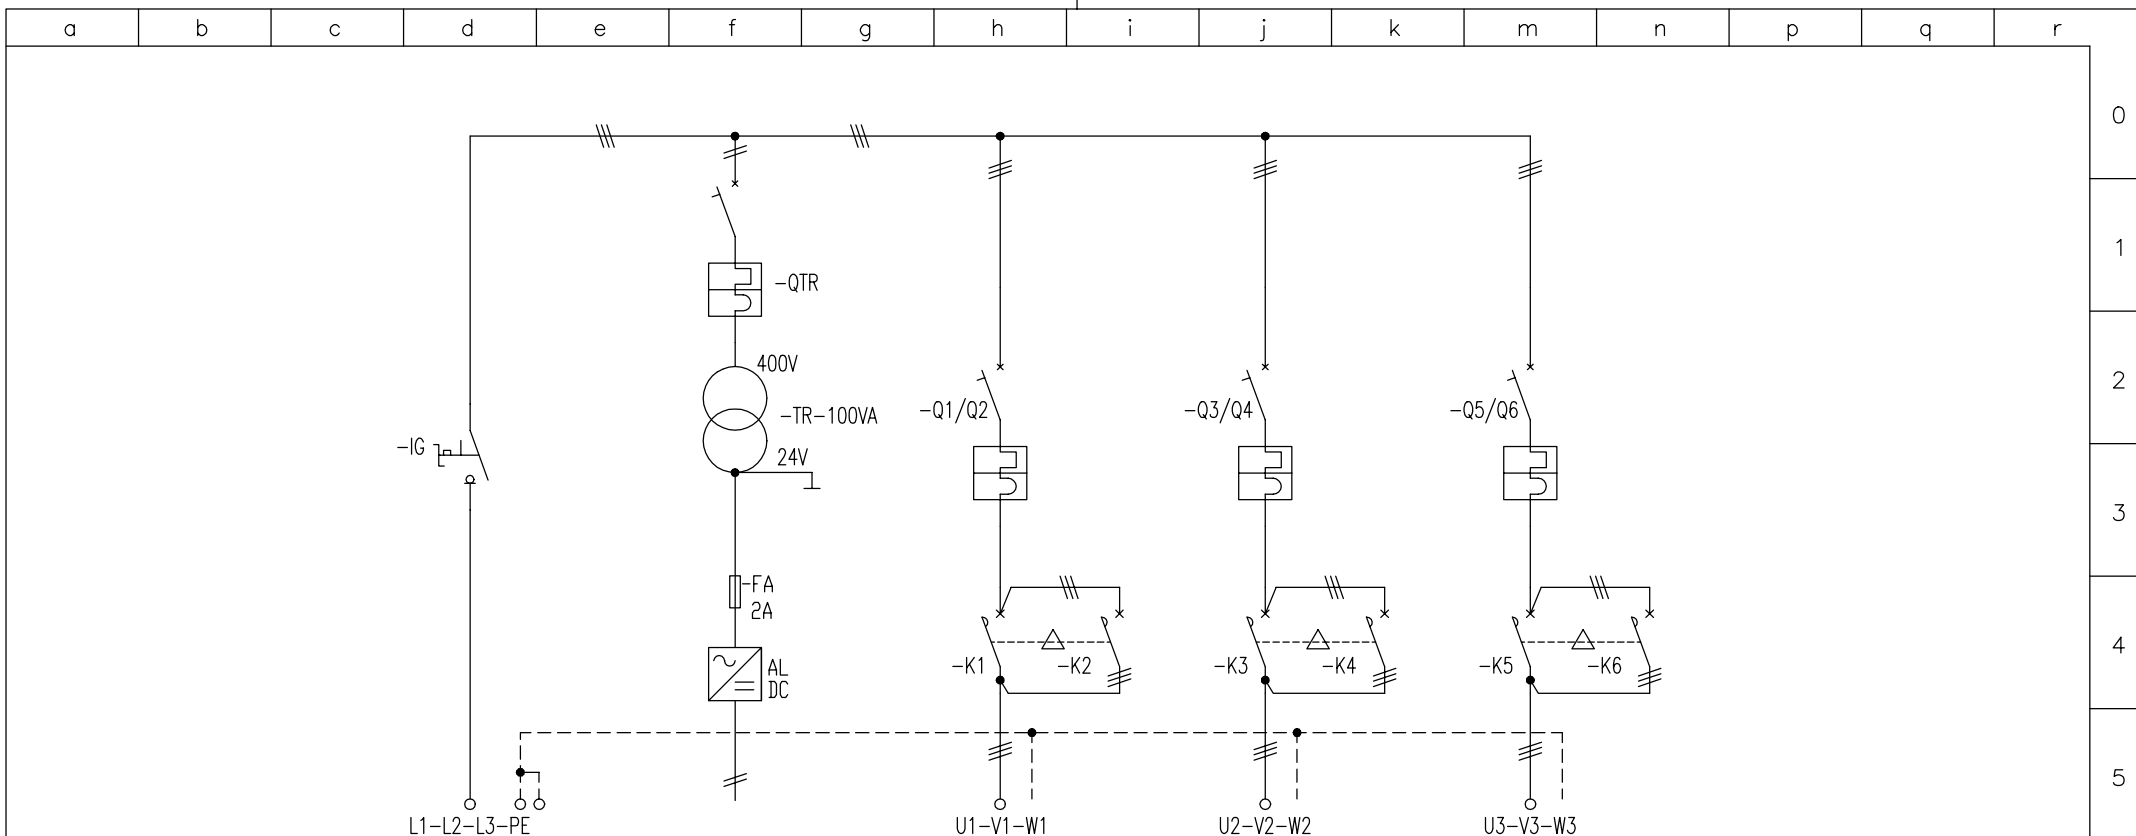 a b c d e f g h i j k m n p q r
0
1
-QTR
400V
2
-TR-100VA
-Q1/Q2
-Q3/Q4
-Q5/Q6
-IG
24V
3
-FA
2A
4
-K1
-K2
-K3
-K4
-K5
-K6
AL
DC
5
L1-L2-L3-PE
U1-V1-W1
U2-V2-W2
U3-V3-W3